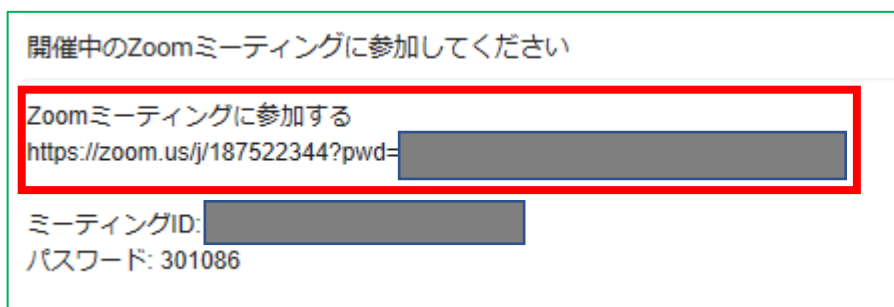 開催中のZoomミーティングに参加してください
Zoomミーティングに参加する
https://zoom.us/j/187522344?pwd=
ミーティングID:
パスワード: 301086